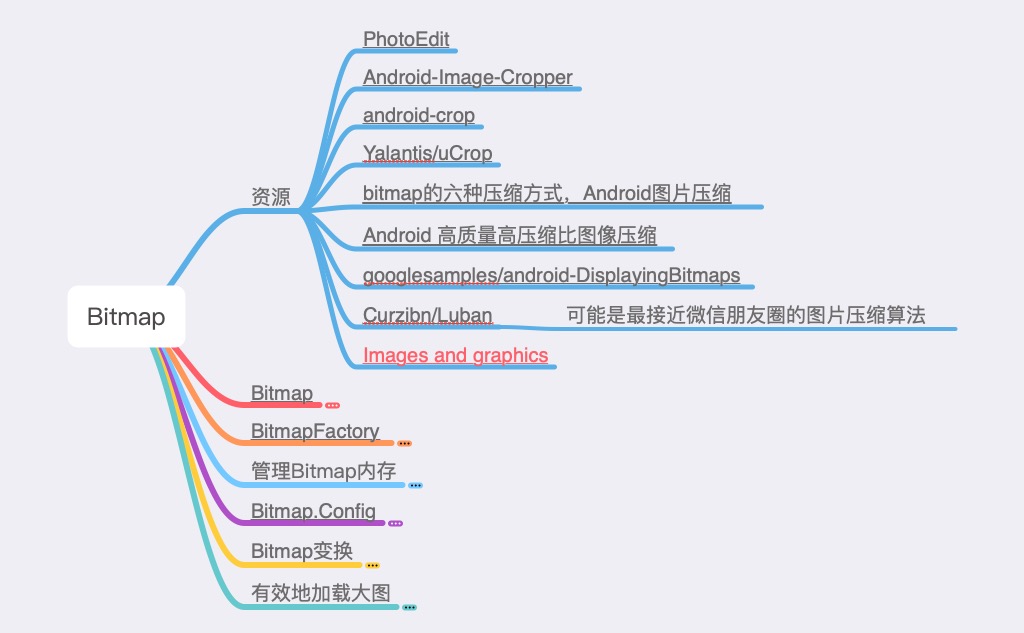 PhotoEdit
Android-Image-Cropper
android-crop
Yalantis/uCrop
资源
bitmap的六种压缩方式，Android图片压缩
Android 高质量高压缩比图像压缩
googlesamples/android-DisplayingBitmaps
Curzibn/Luban 可能是最接近微信朋友圈的图片压缩算法
Images and graphics
Bitmap
Bitmap
BitmapFactory
管理Bitmap内存
Bitmap.Config
Bitmap变换
有效地加载大图